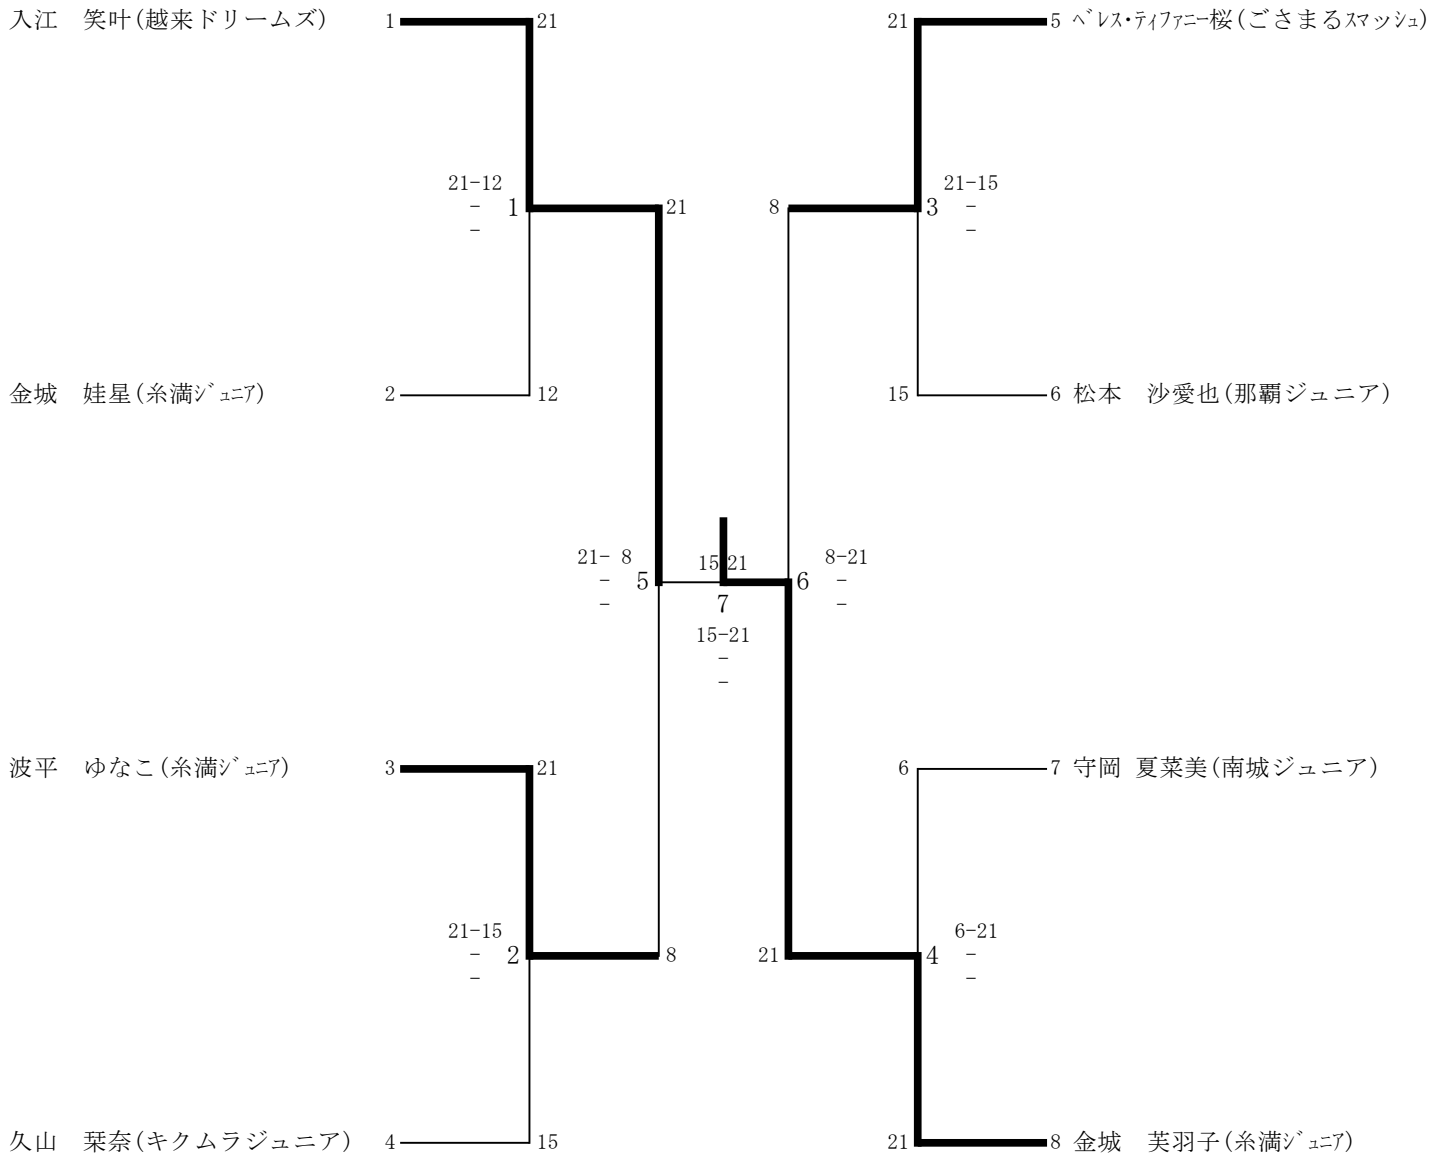 入江　笑叶(越来ドリームズ) 1 21 21 5 ベレス・ティファニー桜(ごさまるスマッシュ)
21-12 21-15
- 1 21 8 3 -
- -
金城　娃星(糸満ジュニア) 2 12 15 6 松本　沙愛也(那覇ジュニア)
21- 8 15 21 8-21
- 5 6 -
- 7 -
15-21
-
-
波平　ゆなこ(糸満ジュニア) 3 21 6 7 守岡 夏菜美(南城ジュニア)
21-15 6-21
- 2 8 21 4 -
- -
久山　栞奈(キクムラジュニア) 4 15 21 8 金城　芙羽子(糸満ジュニア)